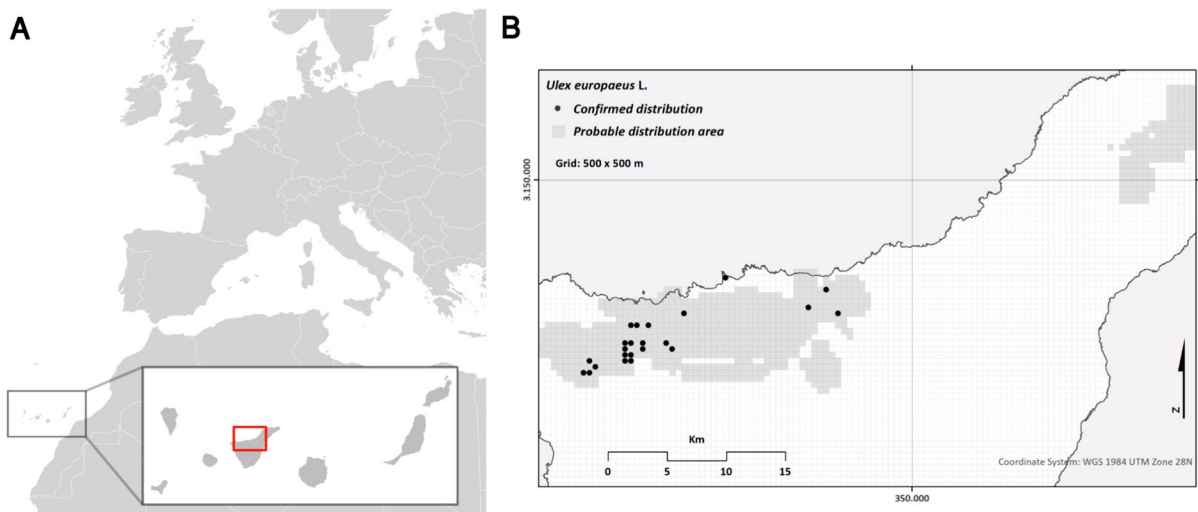 A
B
Ulex europaeus L.
Confirmed distribution
Probable distribution area
Grid: 500 x 500 m
3.150.000
Km
0 5 10 15
N
Coordinate System: WGS 1984 UTM Zone 28N
350.000